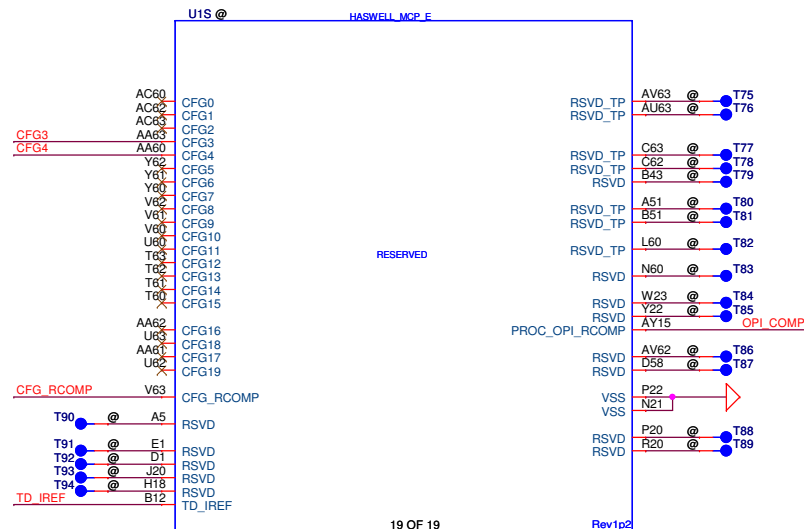 U1S @
HASWELL_MCP_E
AC60 CFG0
AC62 CFG1
AC63 CFG2
CFG3 AA63 CFG3
CFG4 AA60 CFG4
Y62 CFG5
Y61 CFG6
Y60 CFG7
V62 CFG8
V61 CFG9
V60 CFG10
U60 CFG11
T63 CFG12
T62 CFG13
T61 CFG14
T60 CFG15
AA62 CFG16
U63 CFG18
AA61 CFG17
U62 CFG19
CFG_RCOMP V63 CFG_RCOMP
T90 @ A5 RSVD
T91 @ E1 RSVD
T92 @ D1 RSVD
T93 @ J20 RSVD
T94 @ H18 RSVD
TD_IREF B12 TD_IREF
RESERVED
RSVD_TP AV63 @ T75
RSVD_TP AU63 @ T76
RSVD_TP C63 @ T77
RSVD_TP C62 @ T78
RSVD B43 @ T79
RSVD_TP A51 @ T80
RSVD_TP B51 @ T81
RSVD_TP L60 @ T82
RSVD N60 @ T83
RSVD W23 @ T84
RSVD Y22 @ T85
PROC_OPI_RCOMP AY15 OPI_COMP
RSVD AV62 @ T86
RSVD D58 @ T87
VSS P22
VSS N21
RSVD P20 @ T88
RSVD R20 @ T89
19 OF 19
Rev1p2